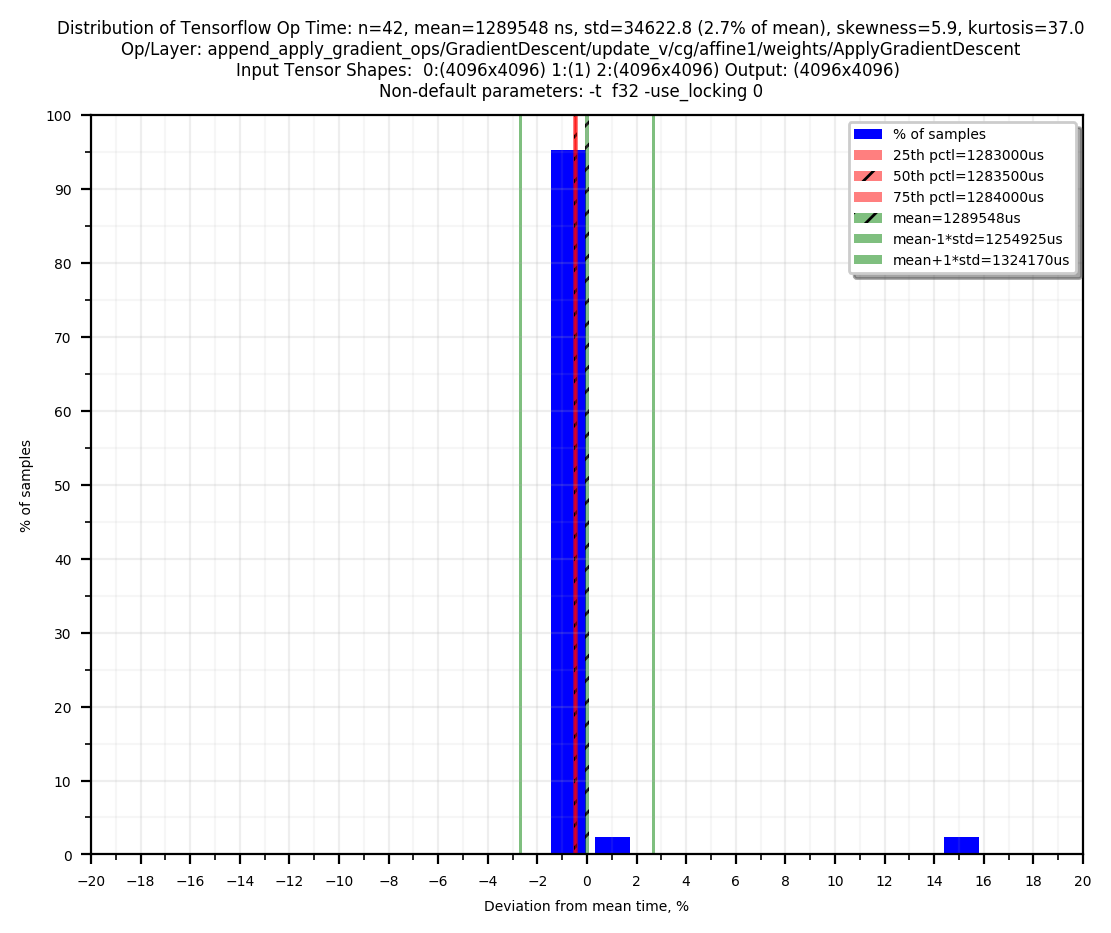 Distribution of Tensorflow Op Time: n=42, mean=1289548 ns, std=34622.8 (2.7% of mean), skewness=5.9, kurtosis=37.0
Op/Layer: append_apply_gradient_ops/GradientDescent/update_v/cg/affine1/weights/ApplyGradientDescent
Input Tensor Shapes:  0:(4096x4096) 1:(1) 2:(4096x4096) Output: (4096x4096)
Non-default parameters: -t  f32 -use_locking 0
% of samples
25th pctl=1283000us
50th pctl=1283500us
75th pctl=1284000us
mean=1289548us
mean-1*std=1254925us
mean+1*std=1324170us
100
90
80
70
60
50
40
30
20
10
0
% of samples
−20 −18 −16 −14 −12 −10 −8 −6 −4 −2 0 2 4 6 8 10 12 14 16 18 20
Deviation from mean time, %